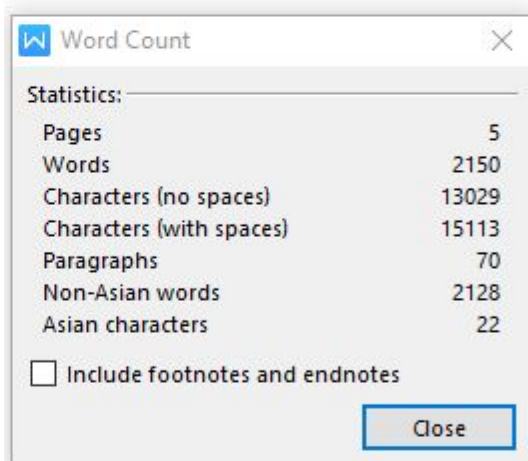 Word Count
Statistics:
Pages 5
Words 2150
Characters (no spaces) 13029
Characters (with spaces) 15113
Paragraphs 70
Non-Asian words 2128
Asian characters 22
Include footnotes and endnotes
Close